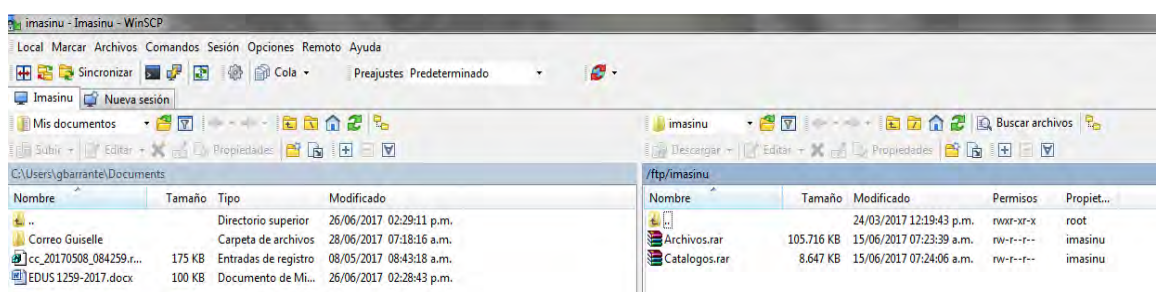 imasinu - Imasinu - WinSCP
Local Marcar Archivos Comandos Sesión Opciones Remoto Ayuda
Sincronizar Cola Preajustes Predeterminado
Imasinu Nueva sesión
Mis documentos imasinu Buscar archivos
Subir Editar Propiedades Descargar Editar Propiedades
C:\Users\gbarrante\Documents /ftp/imasinu
Nombre Tamaño Tipo Modificado Nombre Tamaño Modificado Permisos Propiet...
.. Directorio superior 26/06/2017 02:29:11 p.m. .. 24/03/2017 12:19:43 p.m. rwxr-xr-x root
Correo Guiselle Carpeta de archivos 28/06/2017 07:18:16 a.m. Archivos.rar 105.716 KB 15/06/2017 07:23:39 a.m. rw-r--r-- imasinu
cc_20170508_084259.r... 175 KB Entradas de registro 08/05/2017 08:43:18 a.m. Catalogos.rar 8.647 KB 15/06/2017 07:24:06 a.m. rw-r--r-- imasinu
EDUS 1259-2017.docx 100 KB Documento de Mi... 26/06/2017 02:28:43 p.m.